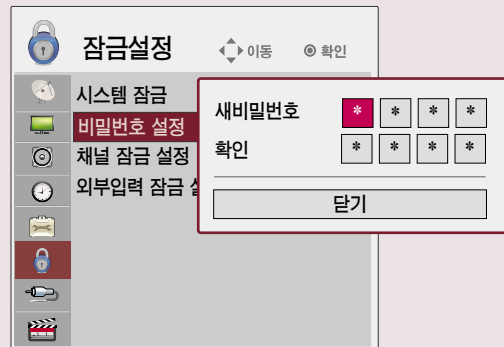 잠금설정 이동 ◉ 확인
시스템 잠금
비밀번호 설정
채널 잠금 설정
외부입력 잠금
새비밀번호 * * * *
확인 * * * *
닫기